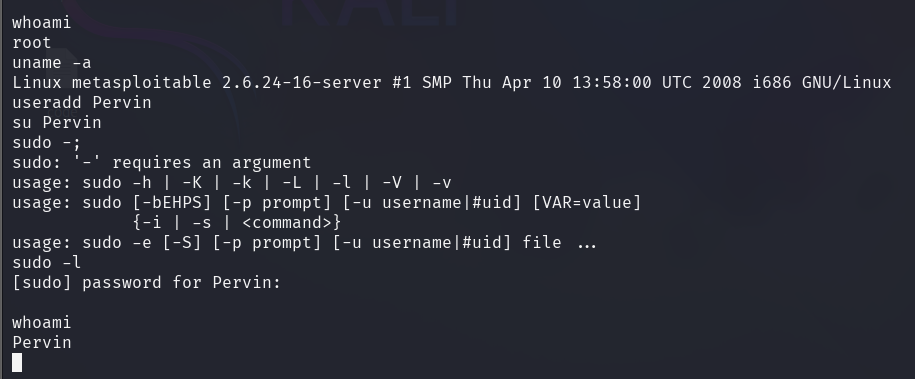 whoami
root
uname -a
Linux metasploitable 2.6.24-16-server #1 SMP Thu Apr 10 13:58:00 UTC 2008 i686 GNU/Linux
useradd Pervin
su Pervin
sudo -;
sudo: '-' requires an argument
usage: sudo -h | -K | -k | -L | -l | -V | -v
usage: sudo [-bEHPS] [-p prompt] [-u username|#uid] [VAR=value]
            {-i | -s | <command>}
usage: sudo -e [-S] [-p prompt] [-u username|#uid] file ...
sudo -l
[sudo] password for Pervin:
whoami
Pervin